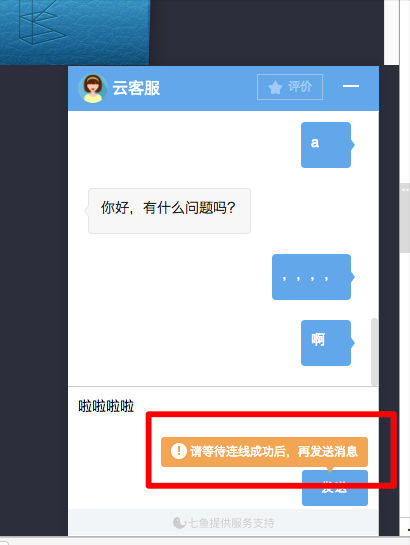 云客服
评价
a
你好，有什么问题吗？
，，，，
啊
啦啦啦啦
! 请等待连线成功后，再发送消息
发送
七鱼提供服务支持